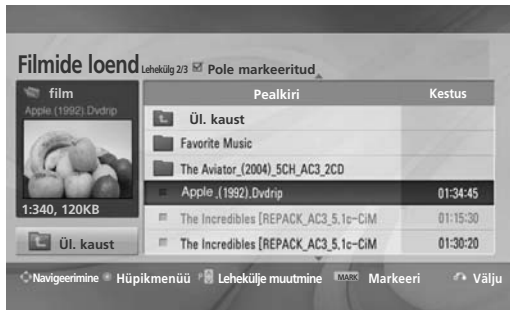 Filmide loend Lehekülg 2/3 Pole markeeritud
film
Apple.(1992).Dvdrip
1:340, 120KB
Ül. kaust
Pealkiri Kestus
Ül. kaust
Favorite Music
The Aviator_(2004)_5CH_AC3_2CD
Apple.(1992).Dvdrip 01:34:45
The Incredibles [REPACK_AC3_5.1c-CiM 01:15:30
The Incredibles [REPACK_AC3_5.1c-CiM 01:30:20
Navigeerimine Hüpikmenüü P Lehekülje muutmine MARK Markeeri Välju